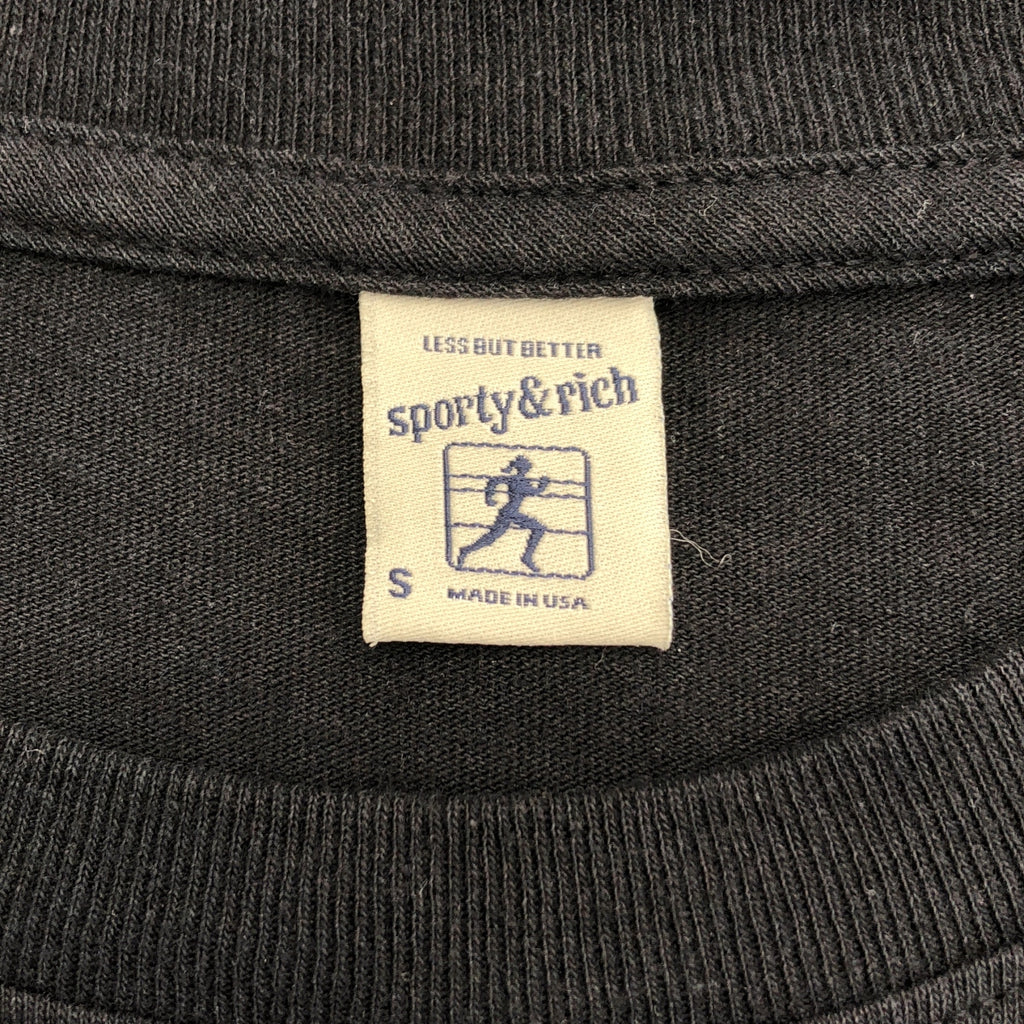 LESS BUT BETTER
sporty&rich
S
MADE IN USA